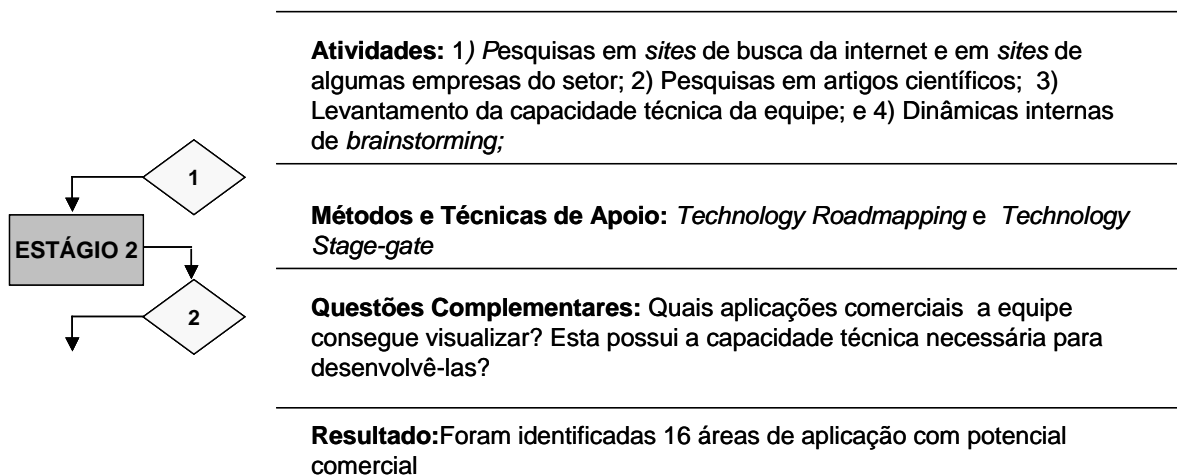 Atividades: 1) Pesquisas em sites de busca da internet e em sites de
algumas empresas do setor; 2) Pesquisas em artigos científicos; 3)
Levantamento da capacidade técnica da equipe; e 4) Dinâmicas internas
de brainstorming;
1
Métodos e Técnicas de Apoio: Technology Roadmapping e Technology
Stage-gate
ESTÁGIO 2
2
Questões Complementares: Quais aplicações comerciais a equipe
consegue visualizar? Esta possui a capacidade técnica necessária para
desenvolvê-las?
Resultado:Foram identificadas 16 áreas de aplicação com potencial
comercial